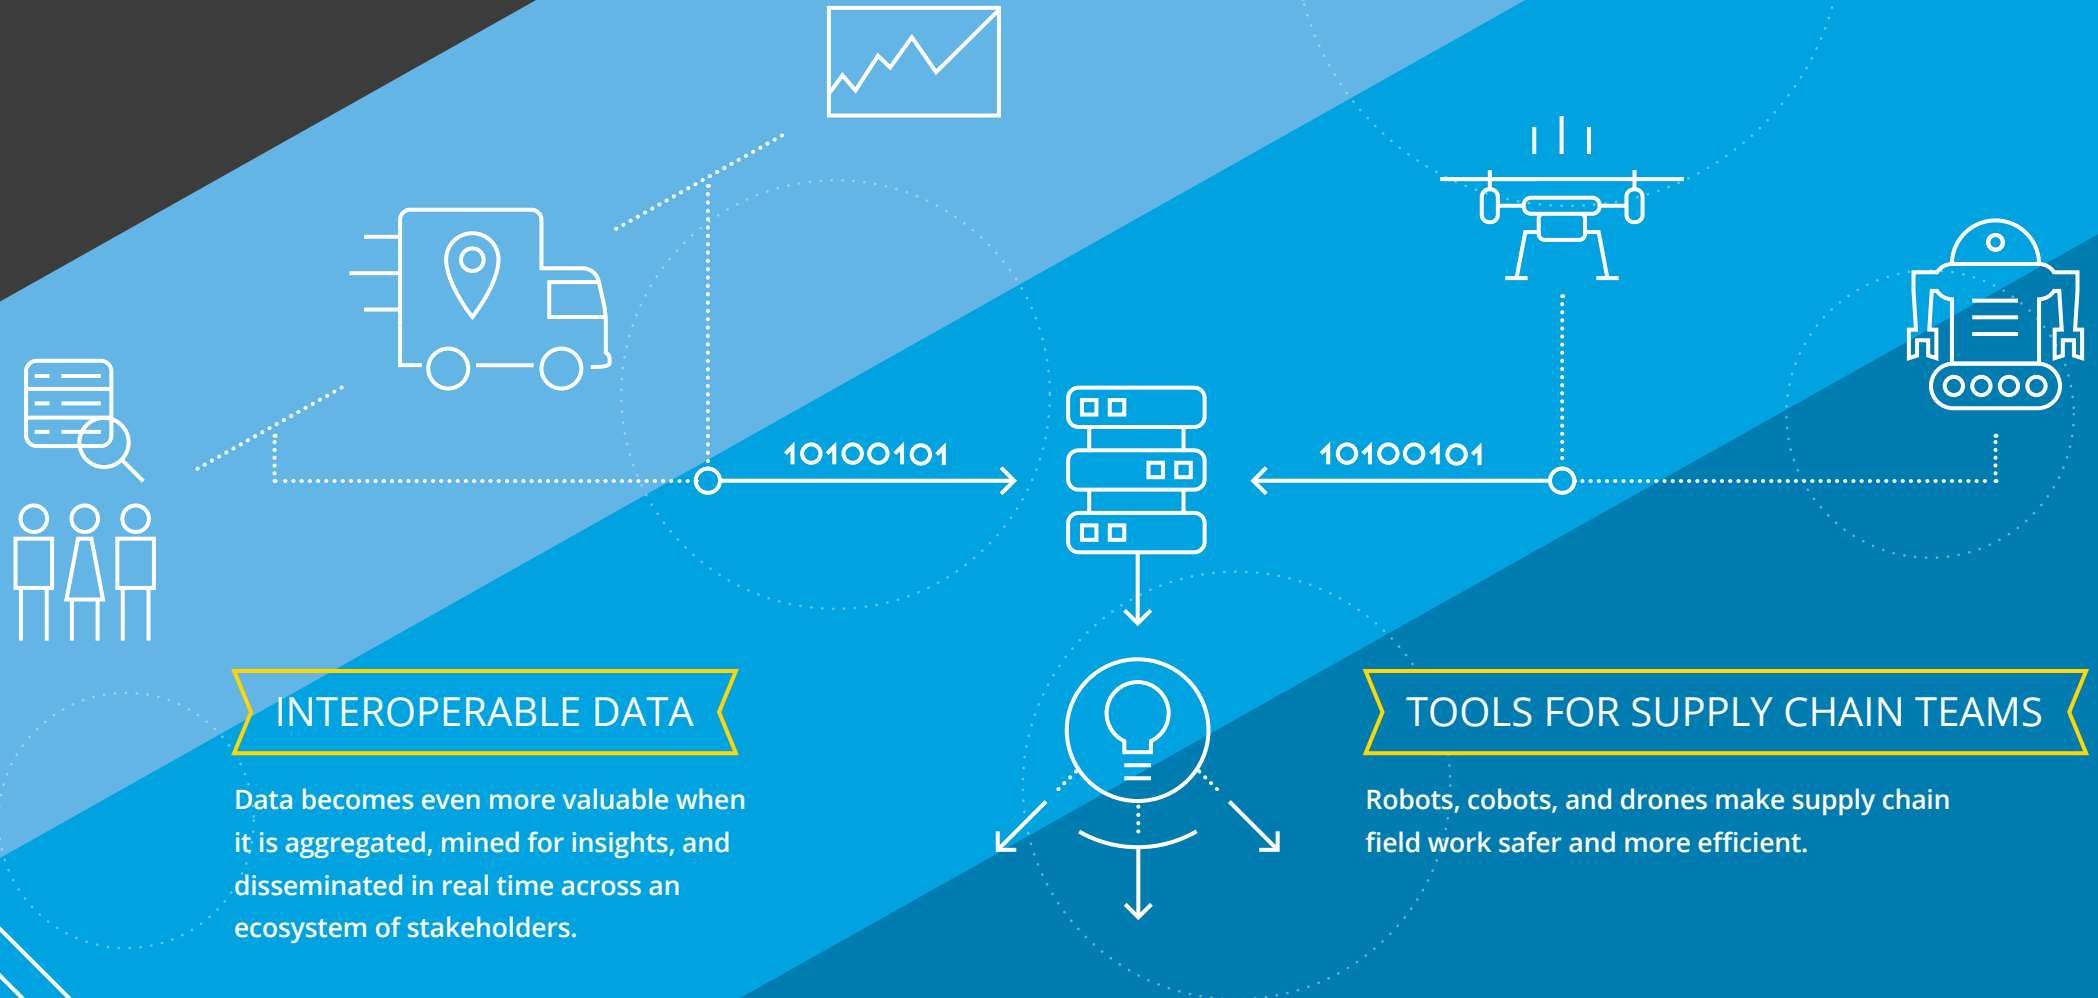 10100101
10100101
INTEROPERABLE DATA
Data becomes even more valuable when
it is aggregated, mined for insights, and
disseminated in real time across an
ecosystem of stakeholders.
TOOLS FOR SUPPLY CHAIN TEAMS
Robots, cobots, and drones make supply chain
field work safer and more efficient.